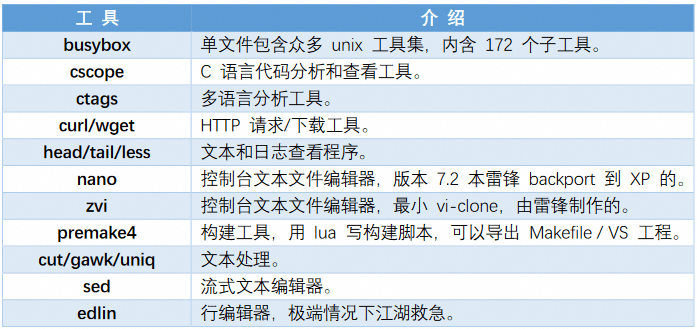 工 具 介 绍
busybox 单文件包含众多 unix 工具集，内含 172 个子工具。
cscope C 语言代码分析和查看工具。
ctags 多语言分析工具。
curl/wget HTTP 请求/下载工具。
head/tail/less 文本和日志查看程序。
nano 控制台文本文件编辑器，版本 7.2 本雷锋 backport 到 XP 的。
zvi 控制台文本文件编辑器，最小 vi-clone，由雷锋制作的。
premake4 构建工具，用 lua 写构建脚本，可以导出 Makefile / VS 工程。
cut/gawk/uniq 文本处理。
sed 流式文本编辑器。
edlin 行编辑器，极端情况下江湖救急。